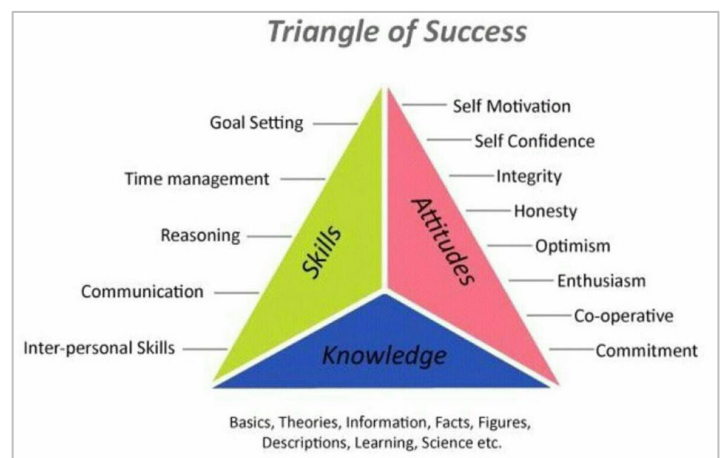 Triangle of Success
Goal Setting
Time management
Reasoning
Communication
Inter-personal Skills
Skills
Attitudes
Self Motivation
Self Confidence
Integrity
Honesty
Optimism
Enthusiasm
Co-operative
Commitment
Knowledge
Basics, Theories, Information, Facts, Figures,
Descriptions, Learning, Science etc.